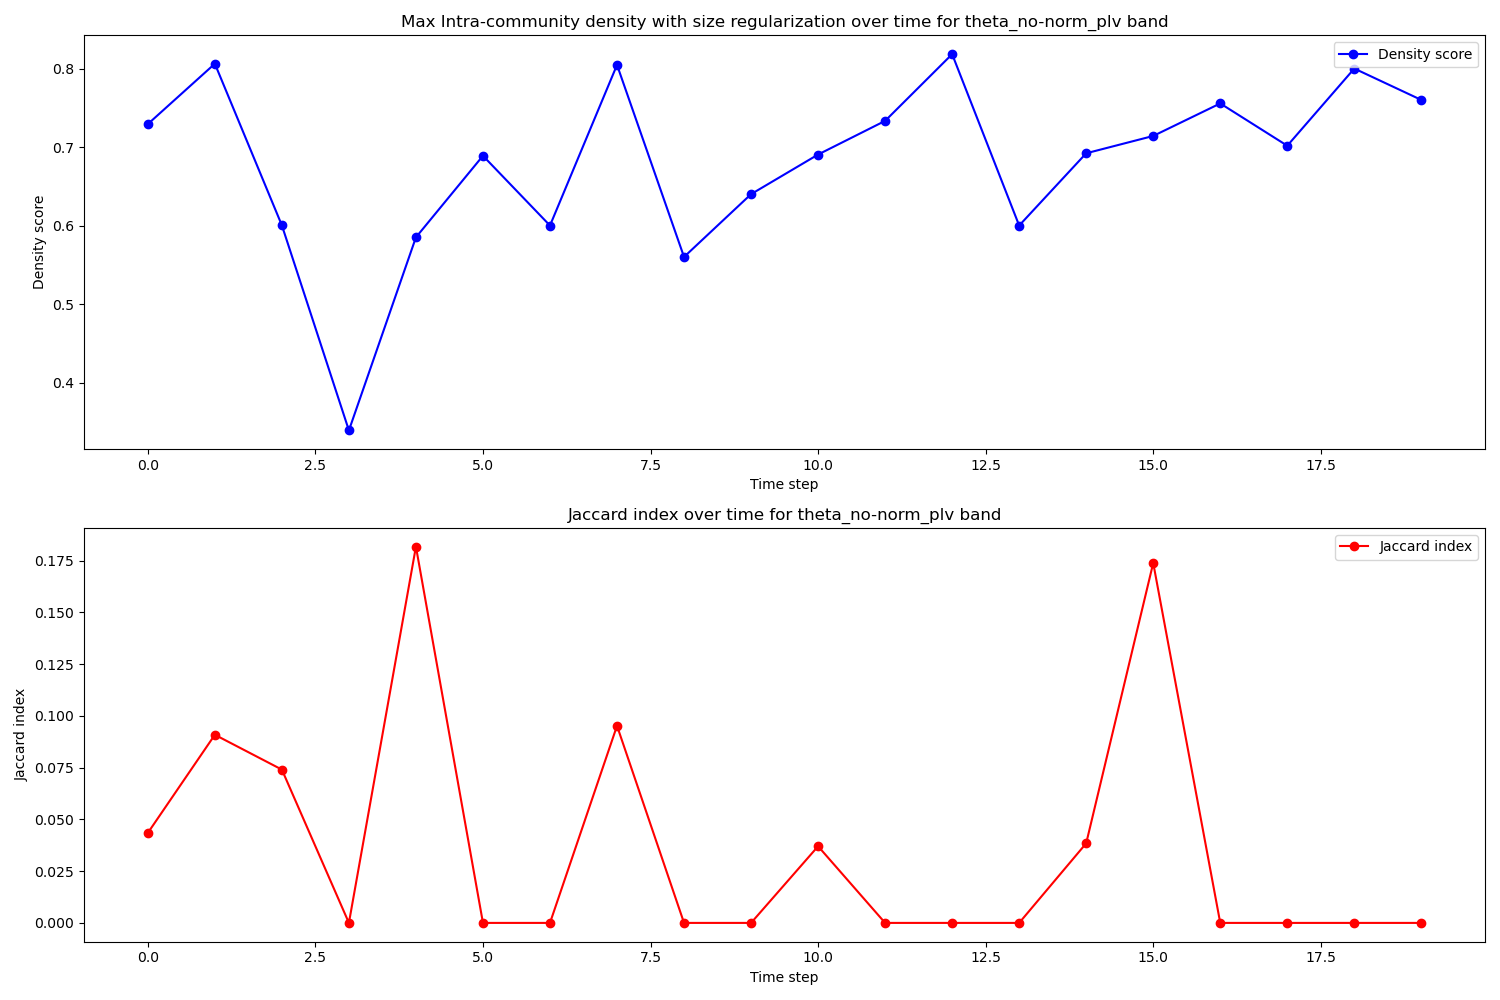 Max Intra-community density with size regularization over time for theta_no-norm_plv band
Density score
0.8
0.7
0.6
0.5
0.4
Density score
0.0 2.5 5.0 7.5 10.0 12.5 15.0 17.5
Time step
Jaccard index over time for theta_no-norm_plv band
Jaccard index
0.175
0.150
0.125
0.100
0.075
0.050
0.025
0.000
Jaccard index
0.0 2.5 5.0 7.5 10.0 12.5 15.0 17.5
Time step